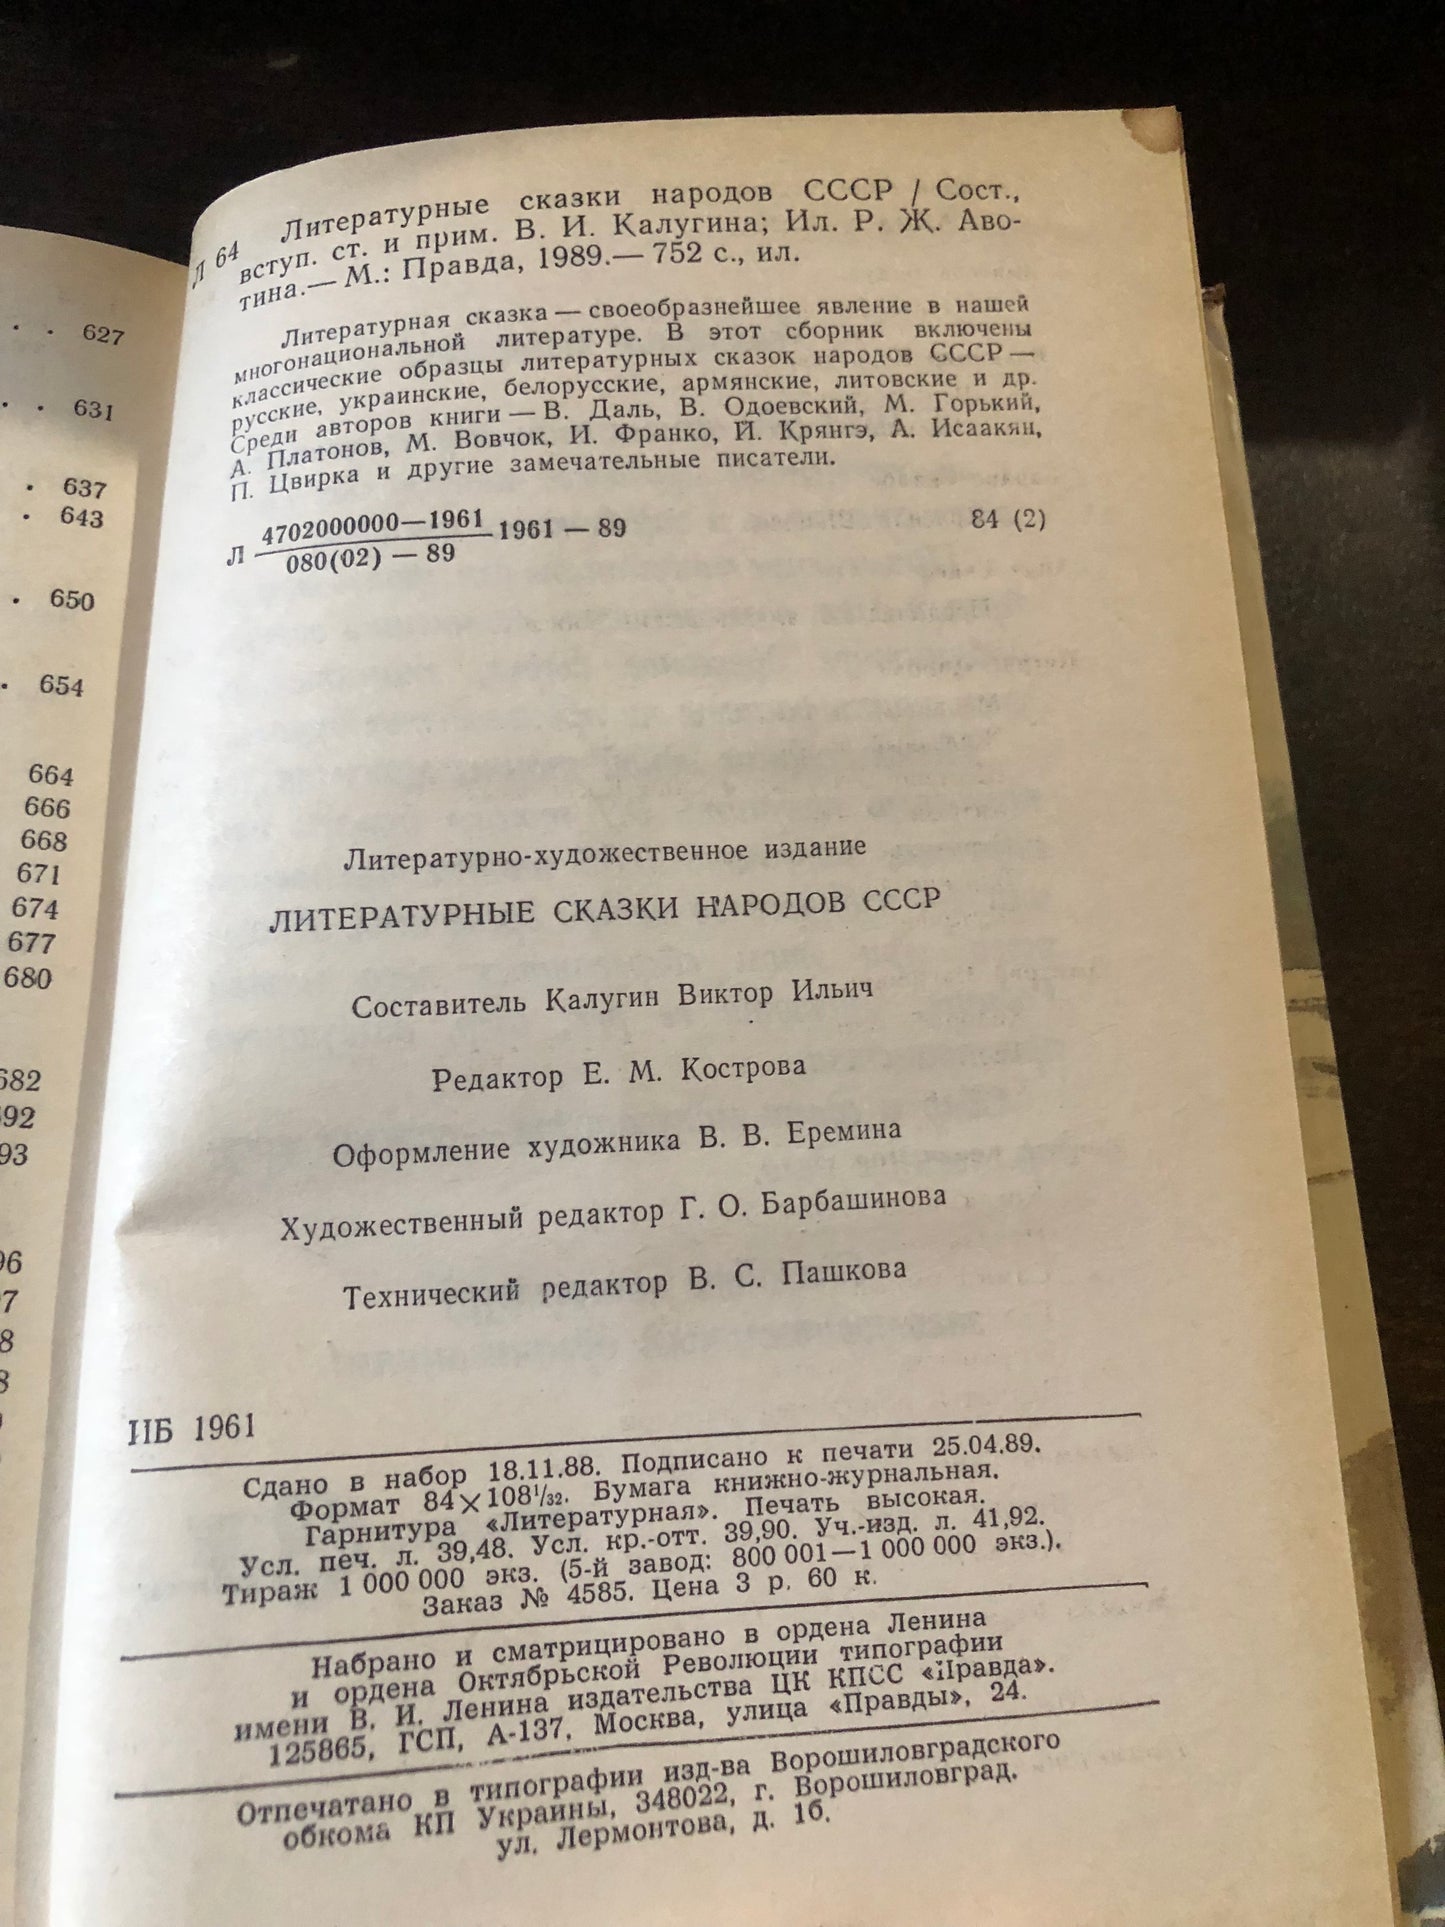 627
631
637
643
650
654
664
666
668
671
674
677
680
682
692
93
96
Л 64
Литературные сказки народов СССР / Сост.,
вступ. ст. и прим. В. И. Калугина; Ил. Р. Ж. Аво-
тина.— М.: Правда, 1989.— 752 с., ил.
Литературная сказка — своеобразнейшее явление в нашей
многонациональной литературе. В этот сборник включены
классические образцы литературных сказок народов СССР —
русские, украинские, белорусские, армянские, литовские и др.
Среди авторов книги — В. Даль, В. Одоевский, М. Горький,
А. Платонов, М. Вовчок, И. Франко, Й. Крянгэ, А. Исаакян,
П. Цвирка и другие замечательные писатели.
4702000000—1961
Л 1961 — 89 84 (2)
080(02) — 89
Литературно-художественное издание
ЛИТЕРАТУРНЫЕ СКАЗКИ НАРОДОВ СССР
Составитель Калугин Виктор Ильич
Редактор Е. М. Кострова
Оформление художника В. В. Еремина
Художественный редактор Г. О. Барбашинова
Технический редактор В. С. Пашкова
ИБ 1961
Сдано в набор 18.11.88. Подписано к печати 25.04.89.
Формат 84×108¹/₃₂. Бумага книжно-журнальная.
Гарнитура «Литературная». Печать высокая.
Усл. печ. л. 39,48. Усл. кр.-отт. 39,90. Уч.-изд. л. 41,92.
Тираж 1 000 000 экз. (5-й завод: 800 001—1 000 000 экз.).
Заказ № 4585. Цена 3 р. 60 к.
Набрано и сматрицировано в ордена Ленина
и ордена Октябрьской Революции типографии
имени В. И. Ленина издательства ЦК КПСС «Правда».
125865, ГСП, А-137, Москва, улица «Правды», 24.
Отпечатано в типографии изд-ва Ворошиловградского
обкома КП Украины, 348022, г. Ворошиловград.
ул. Лермонтова, д. 1б.